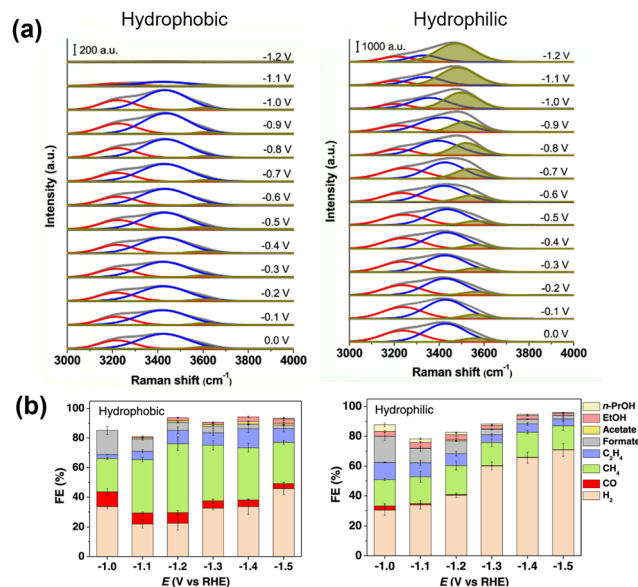 (a)
Hydrophobic
Hydrophilic
200 a.u.
-1.2 V
-1.1 V
-1.0 V
-0.9 V
-0.8 V
-0.7 V
-0.6 V
-0.5 V
-0.4 V
-0.3 V
-0.2 V
-0.1 V
0.0 V
Intensity (a.u.)
3000 3200 3400 3600 3800 4000
Raman shift (cm⁻¹)
1000 a.u.
-1.2 V
-1.1 V
-1.0 V
-0.9 V
-0.8 V
-0.7 V
-0.6 V
-0.5 V
-0.4 V
-0.3 V
-0.2 V
-0.1 V
0.0 V
Intensity (a.u.)
3000 3200 3400 3600 3800 4000
Raman shift (cm⁻¹)
(b)
Hydrophobic
100
80
60
40
20
0
FE (%)
-1.0 -1.1 -1.2 -1.3 -1.4 -1.5
E (V vs RHE)
Hydrophilic
100
80
60
40
20
0
FE (%)
-1.0 -1.1 -1.2 -1.3 -1.4 -1.5
E (V vs RHE)
n-PrOH
EtOH
Acetate
Formate
C₂H₄
CH₄
CO
H₂